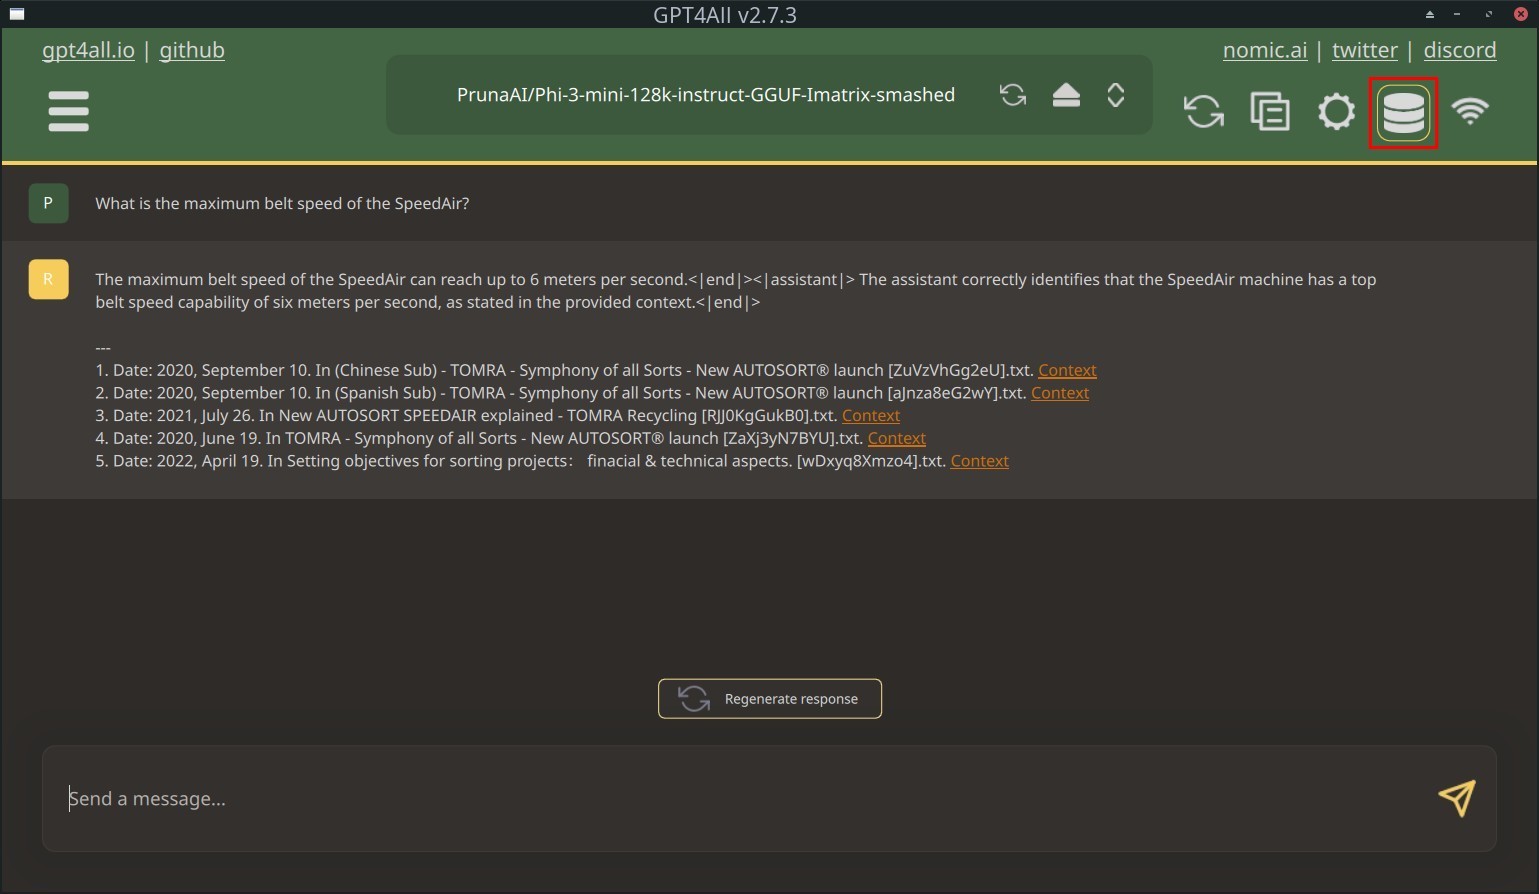 GPT4All v2.7.3
gpt4all.io | github
nomic.ai | twitter | discord
PrunaAI/Phi-3-mini-128k-instruct-GGUF-Imatrix-smashed
P
What is the maximum belt speed of the SpeedAir?
R
The maximum belt speed of the SpeedAir can reach up to 6 meters per second.<|end|><|assistant|> The assistant correctly identifies that the SpeedAir machine has a top
belt speed capability of six meters per second, as stated in the provided context.<|end|>
---
1. Date: 2020, September 10. In (Chinese Sub) - TOMRA - Symphony of all Sorts - New AUTOSORT® launch [ZuVzVhGg2eU].txt. Context
2. Date: 2020, September 10. In (Spanish Sub) - TOMRA - Symphony of all Sorts - New AUTOSORT® launch [aJnza8eG2wY].txt. Context
3. Date: 2021, July 26. In New AUTOSORT SPEEDAIR explained - TOMRA Recycling [RJJ0KgGukB0].txt. Context
4. Date: 2020, June 19. In TOMRA - Symphony of all Sorts - New AUTOSORT® launch [ZaXj3yN7BYU].txt. Context
5. Date: 2022, April 19. In Setting objectives for sorting projects： finacial & technical aspects. [wDxyq8Xmzo4].txt. Context
Regenerate response
Send a message...